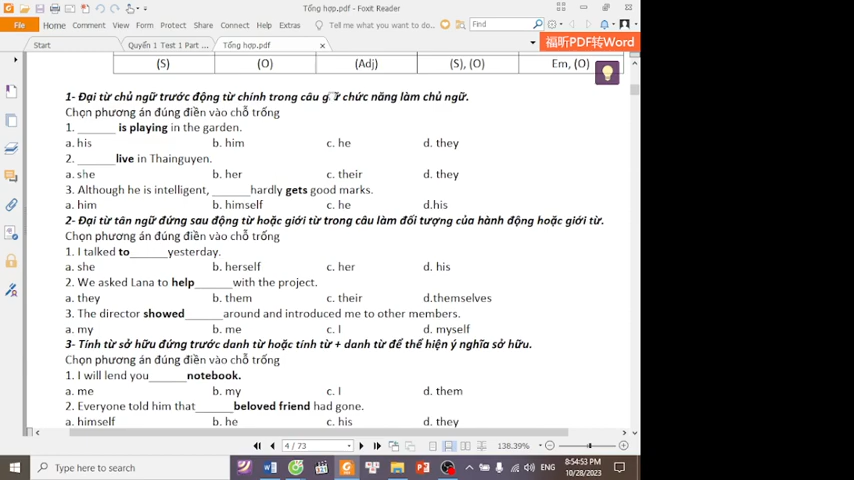 Tổng hợp.pdf - Foxit Reader
File Home Comment View Form Protect Share Connect Help Extras Tell me what you want to do... Find
Start Quyển 1 Test 1 Part ... Tổng hợp.pdf
福昕PDF转Word
(S) (O) (Adj) (S), (O) Em, (O)
1- Đại từ chủ ngữ trước động từ chính trong câu giữ chức năng làm chủ ngữ.
Chọn phương án đúng điền vào chỗ trống
1. ______ is playing in the garden.
a. his b. him c. he d. they
2. ______live in Thainguyen.
a. she b. her c. their d. they
3. Although he is intelligent, ______hardly gets good marks.
a. him b. himself c. he d.his
2- Đại từ tân ngữ đứng sau động từ hoặc giới từ trong câu làm đối tượng của hành động hoặc giới từ.
Chọn phương án đúng điền vào chỗ trống
1. I talked to______yesterday.
a. she b. herself c. her d. his
2. We asked Lana to help______with the project.
a. they b. them c. their d.themselves
3. The director showed______around and introduced me to other members.
a. my b. me c. I d. myself
3- Tính từ sở hữu đứng trước danh từ hoặc tính từ + danh từ để thể hiện ý nghĩa sở hữu.
Chọn phương án đúng điền vào chỗ trống
1. I will lend you______notebook.
a. me b. my c. I d. them
2. Everyone told him that______beloved friend had gone.
a. himself b. he c. his d. they
4 / 73 138.39%
Type here to search ENG 8:54:53 PM
10/28/2023